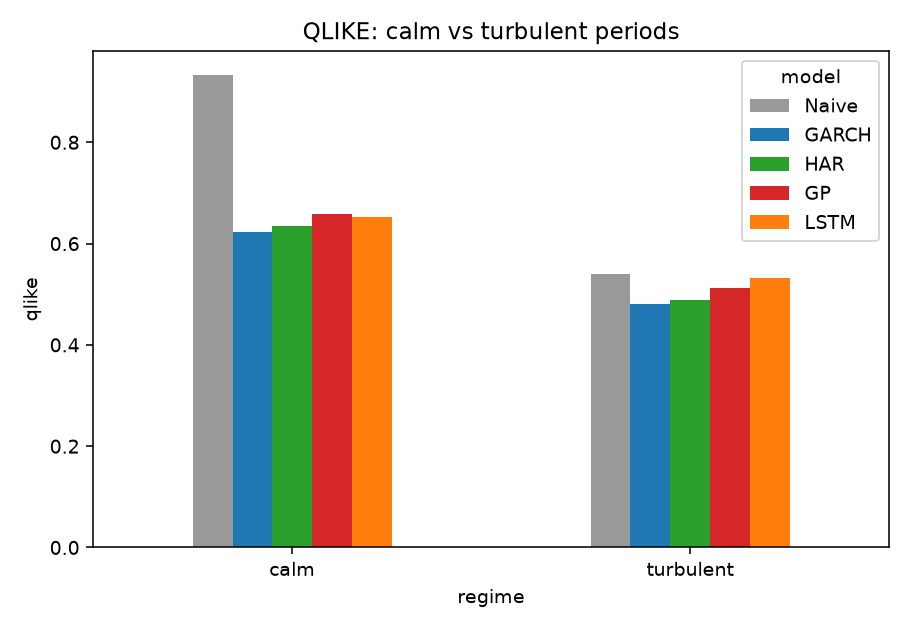 QLIKE: calm vs turbulent periods
model
Naive
GARCH
HAR
GP
LSTM
qlike
0.8
0.6
0.4
0.2
0.0
calm
turbulent
regime